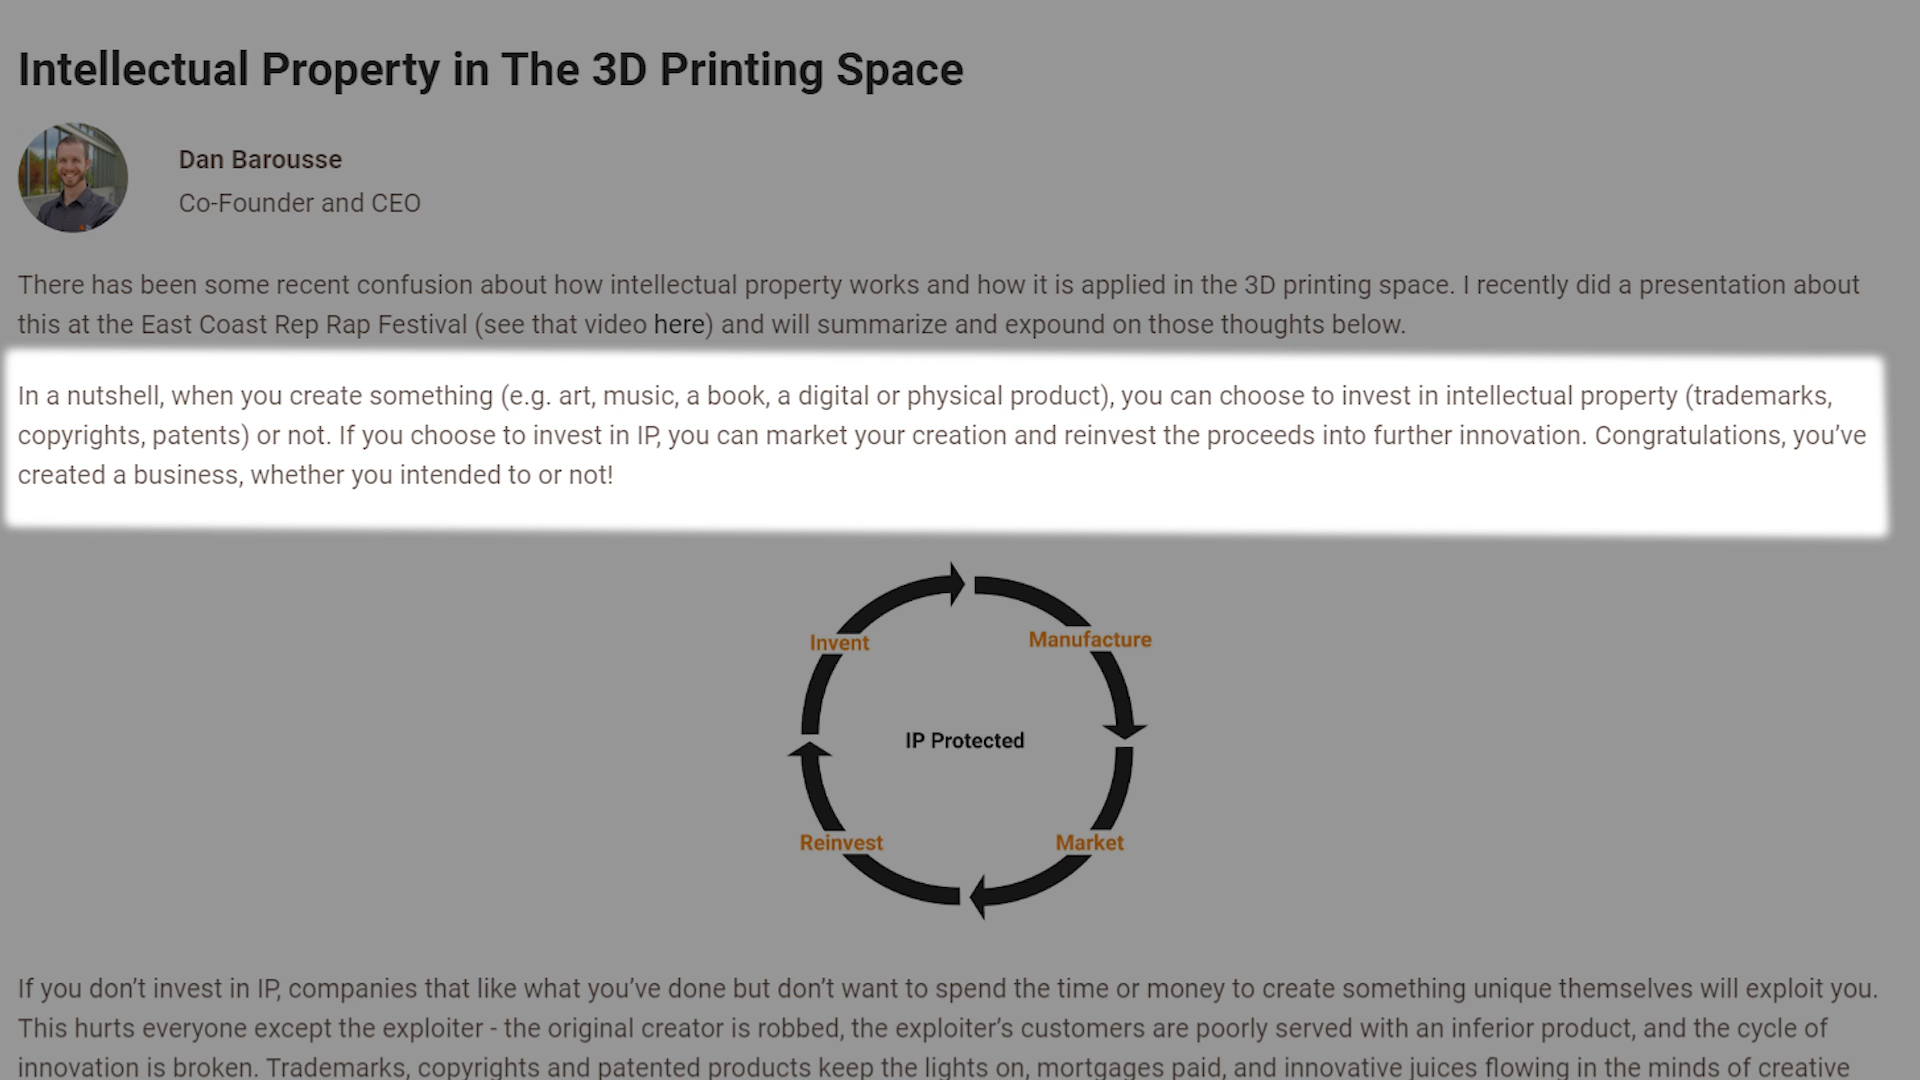 Intellectual Property in The 3D Printing Space
Dan Barousse
Co-Founder and CEO
There has been some recent confusion about how intellectual property works and how it is applied in the 3D printing space. I recently did a presentation about
this at the East Coast Rep Rap Festival (see that video here) and will summarize and expound on those thoughts below.
In a nutshell, when you create something (e.g. art, music, a book, a digital or physical product), you can choose to invest in intellectual property (trademarks,
copyrights, patents) or not. If you choose to invest in IP, you can market your creation and reinvest the proceeds into further innovation. Congratulations, you’ve
created a business, whether you intended to or not!
Invent
Manufacture
IP Protected
Reinvest
Market
If you don’t invest in IP, companies that like what you’ve done but don’t want to spend the time or money to create something unique themselves will exploit you.
This hurts everyone except the exploiter - the original creator is robbed, the exploiter’s customers are poorly served with an inferior product, and the cycle of
innovation is broken. Trademarks, copyrights and patented products keep the lights on, mortgages paid, and innovative juices flowing in the minds of creative